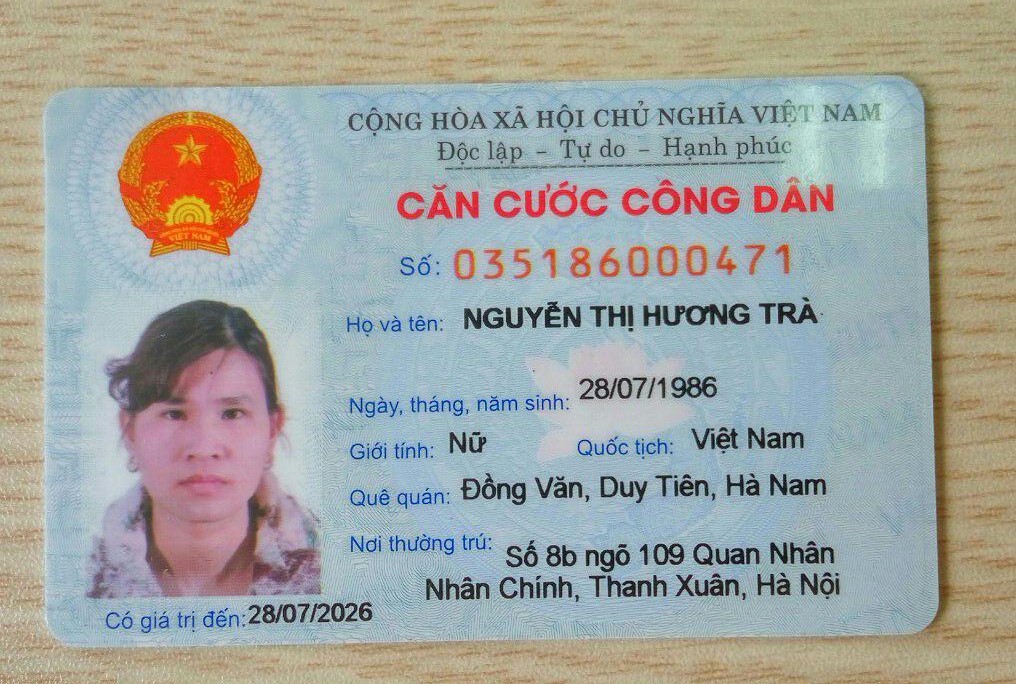 CỘNG HÒA XÃ HỘI CHỦ NGHĨA VIỆT NAM
Độc lập - Tự do - Hạnh phúc
CĂN CƯỚC CÔNG DÂN
Số: 035186000471
Họ và tên: NGUYỄN THỊ HƯƠNG TRÀ
Ngày, tháng, năm sinh: 28/07/1986
Giới tính: Nữ Quốc tịch: Việt Nam
Quê quán: Đồng Văn, Duy Tiên, Hà Nam
Nơi thường trú: Số 8b ngõ 109 Quan Nhân
Nhân Chính, Thanh Xuân, Hà Nội
Có giá trị đến: 28/07/2026
VIỆT NAM